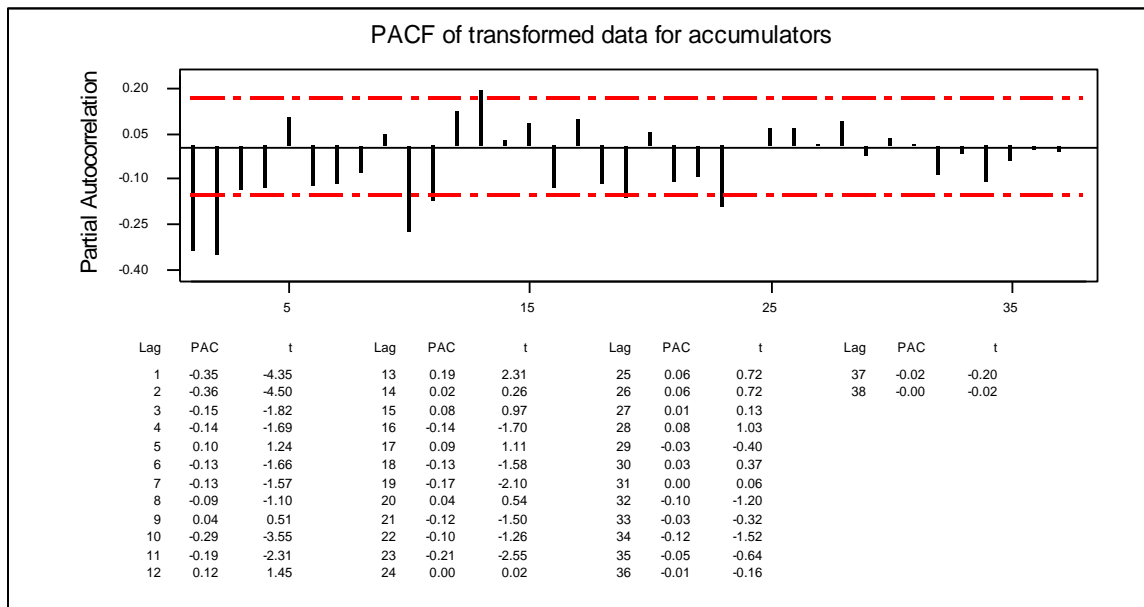 PACF of transformed data for accumulators
Partial Autocorrelation
0.20
0.05
-0.10
-0.25
-0.40
5 15 25 35
Lag PAC t Lag PAC t Lag PAC t Lag PAC t
1 -0.35 -4.35 13 0.19 2.31 25 0.06 0.72 37 -0.02 -0.20
2 -0.36 -4.50 14 0.02 0.26 26 0.06 0.72 38 -0.00 -0.02
3 -0.15 -1.82 15 0.08 0.97 27 0.01 0.13
4 -0.14 -1.69 16 -0.14 -1.70 28 0.08 1.03
5 0.10 1.24 17 0.09 1.11 29 -0.03 -0.40
6 -0.13 -1.66 18 -0.13 -1.58 30 0.03 0.37
7 -0.13 -1.57 19 -0.17 -2.10 31 0.00 0.06
8 -0.09 -1.10 20 0.04 0.54 32 -0.10 -1.20
9 0.04 0.51 21 -0.12 -1.50 33 -0.03 -0.32
10 -0.29 -3.55 22 -0.10 -1.26 34 -0.12 -1.52
11 -0.19 -2.31 23 -0.21 -2.55 35 -0.05 -0.64
12 0.12 1.45 24 0.00 0.02 36 -0.01 -0.16